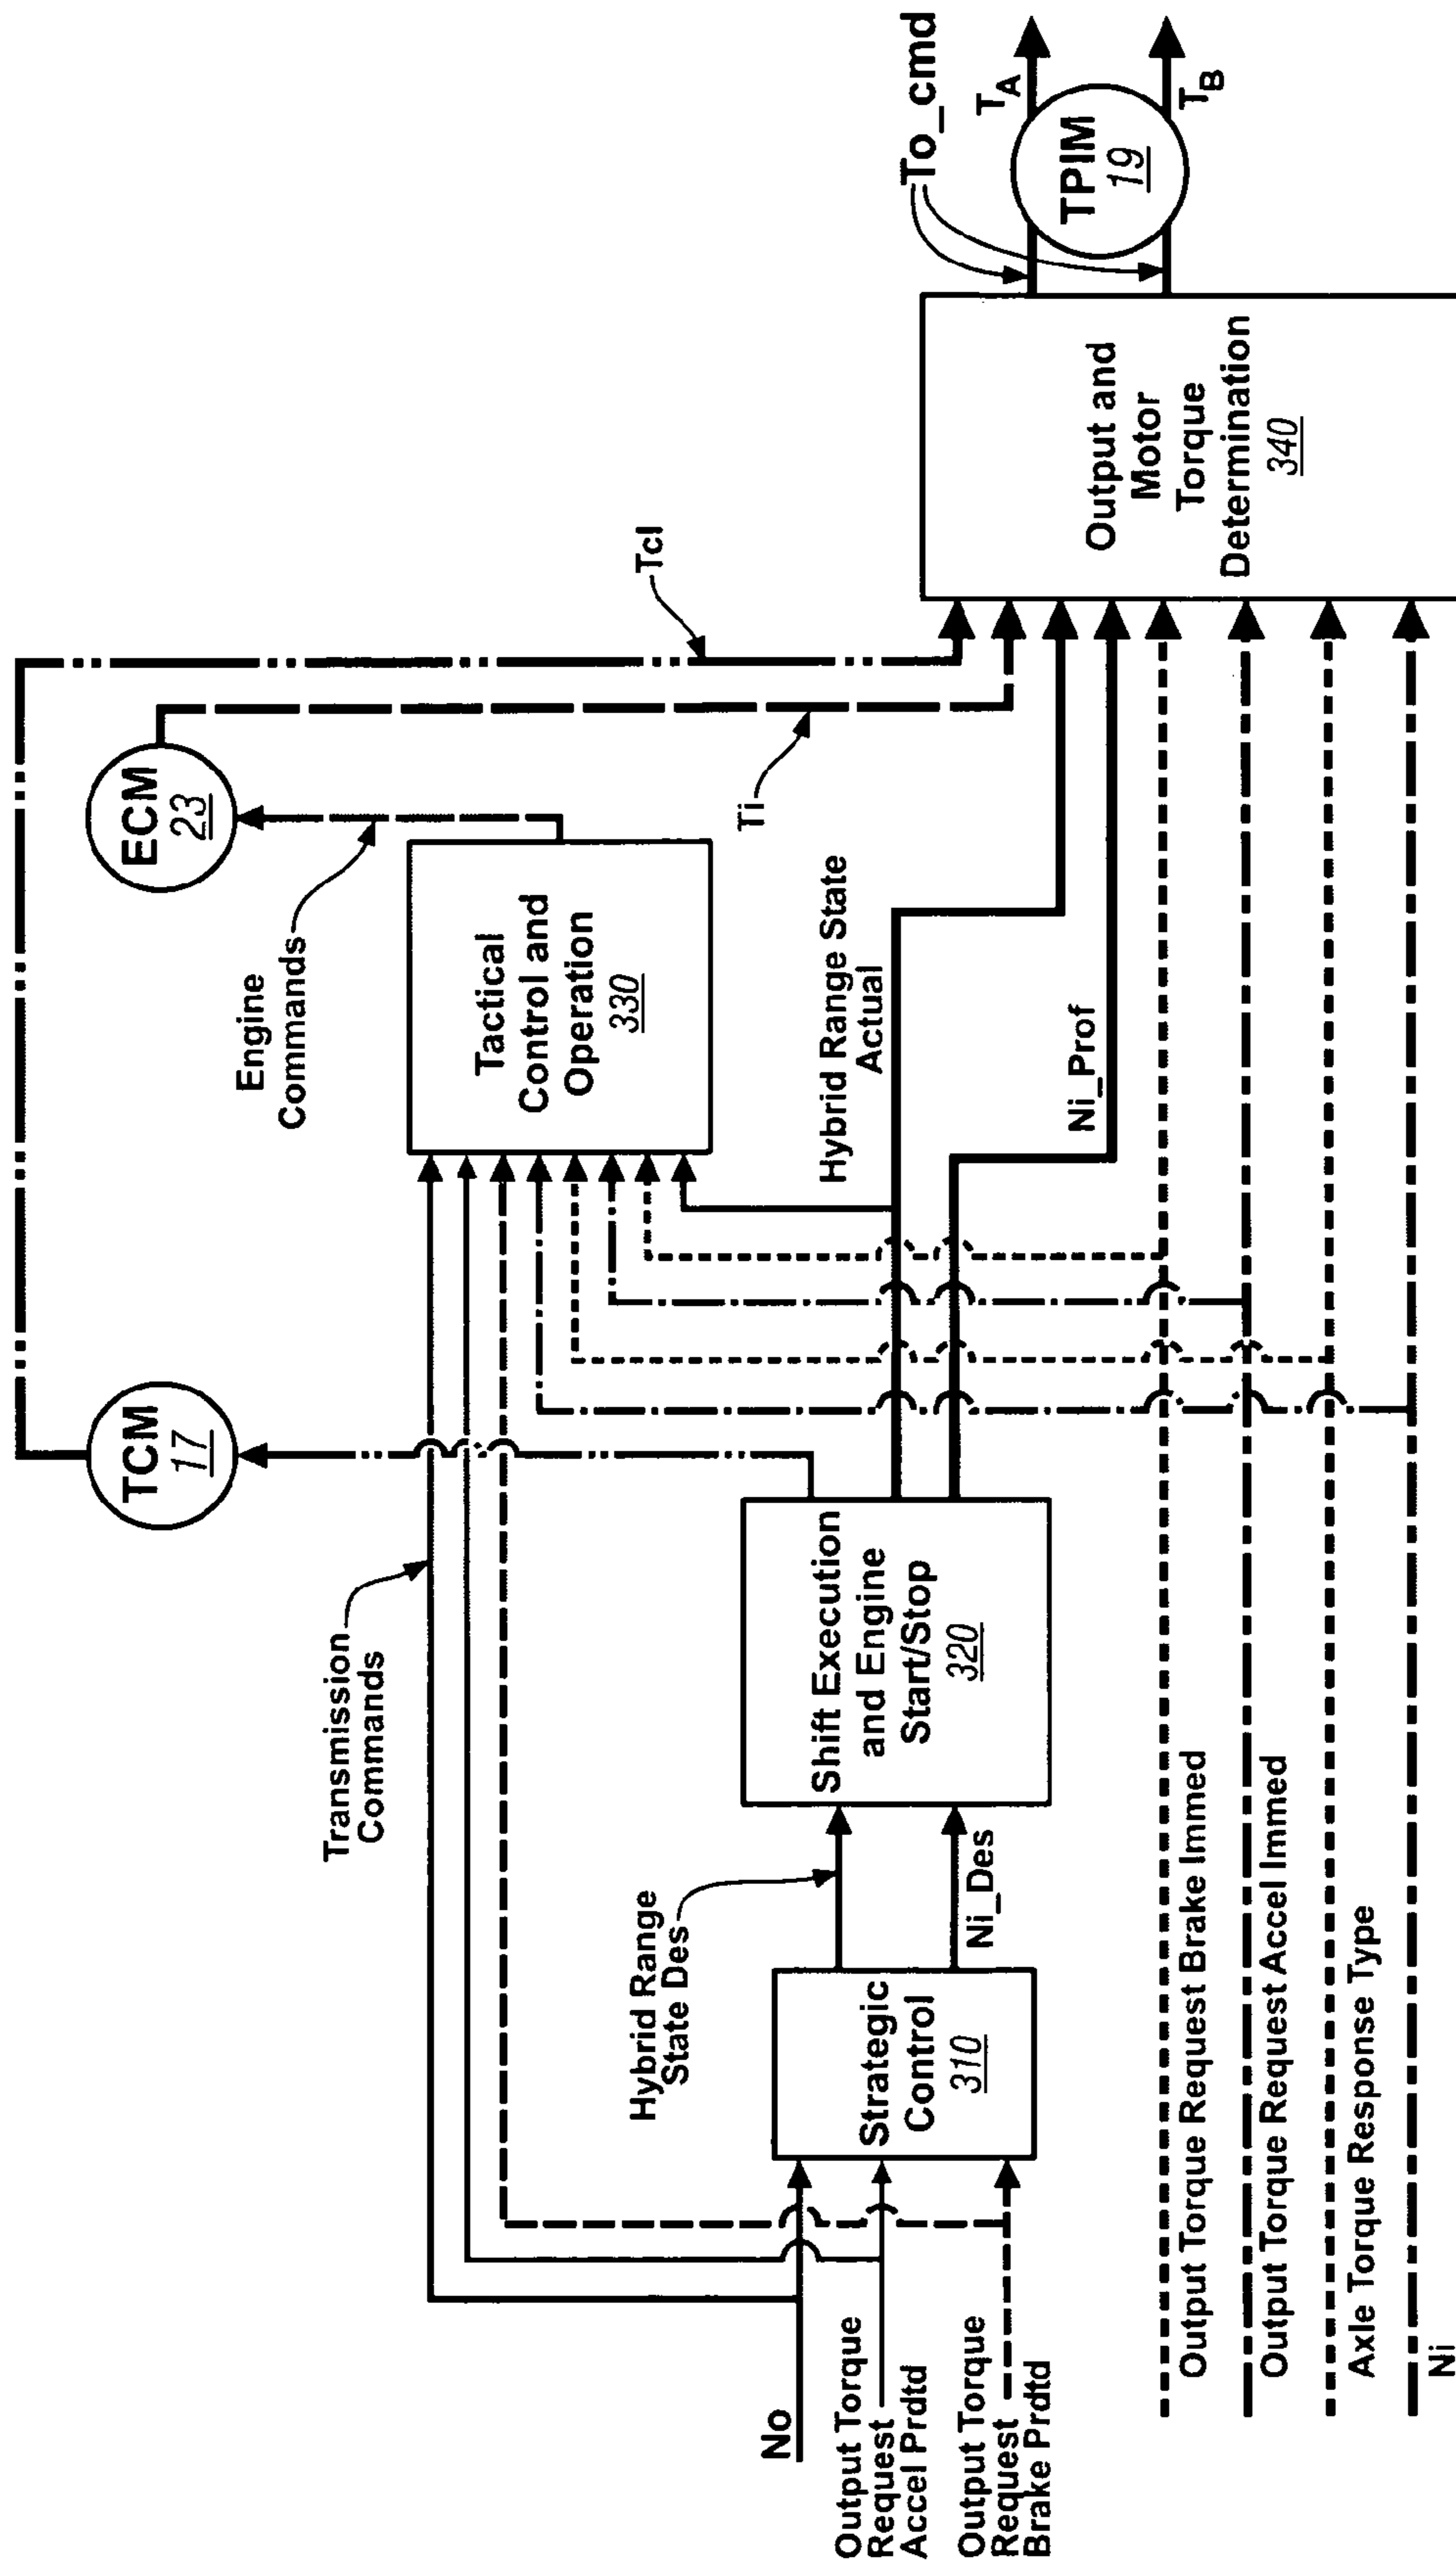 No
Output Torque
Request
Accel Prdtd
Output Torque
Request
Brake Prdtd
Strategic
Control
310
Hybrid Range
State Des
Ni_Des
Shift Execution
and Engine
Start/Stop
320
Transmission
Commands
TCM
17
Tactical
Control and
Operation
330
Engine
Commands
ECM
23
Hybrid Range State
Actual
Ni_Prof
Ti
Tcl
Output Torque Request Brake Immed
Output Torque Request Accel Immed
Axle Torque Response Type
Ni
Output and
Motor
Torque
Determination
340
To_cmd
TPIM
19
TA
TB